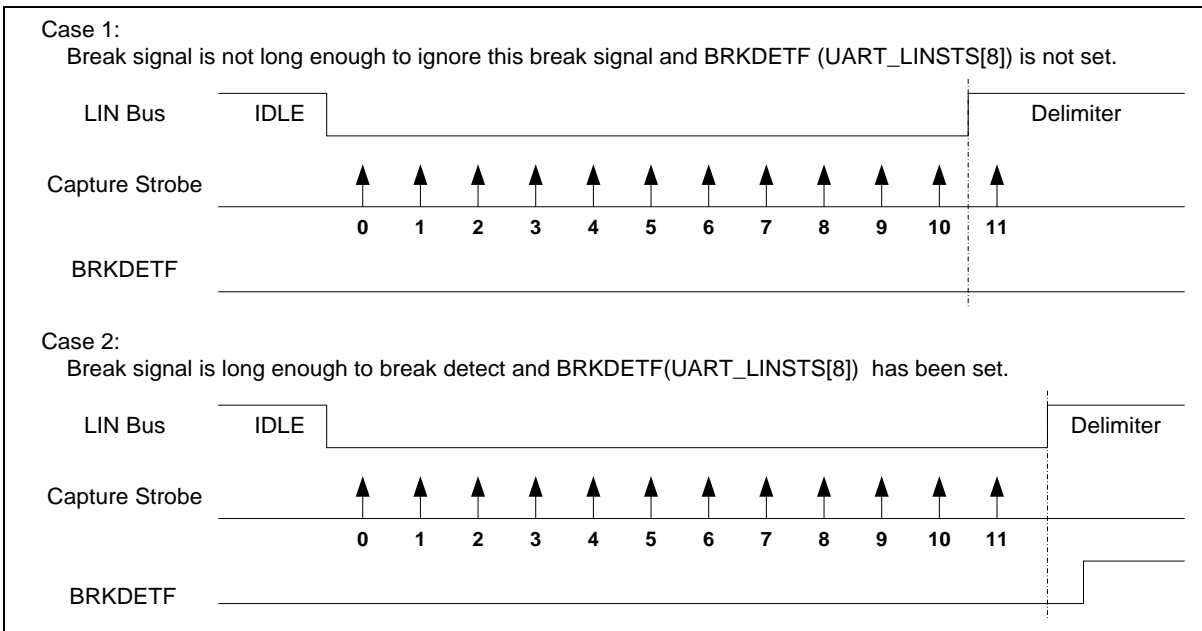 Case 1:
Break signal is not long enough to ignore this break signal and BRKDETF (UART_LINSTS[8]) is not set.
LIN Bus IDLE Delimiter
Capture Strobe
0 1 2 3 4 5 6 7 8 9 10 11
BRKDETF
Case 2:
Break signal is long enough to break detect and BRKDETF(UART_LINSTS[8]) has been set.
LIN Bus IDLE Delimiter
Capture Strobe
0 1 2 3 4 5 6 7 8 9 10 11
BRKDETF